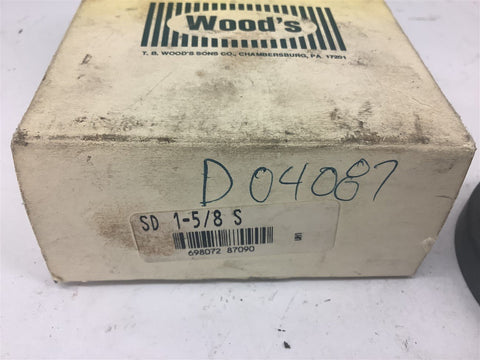 Wood's
T. B. WOOD'S SONS CO., CHAMBERSBURG, PA. 17201
D04087
SD 1-5/8 S
698072 87090